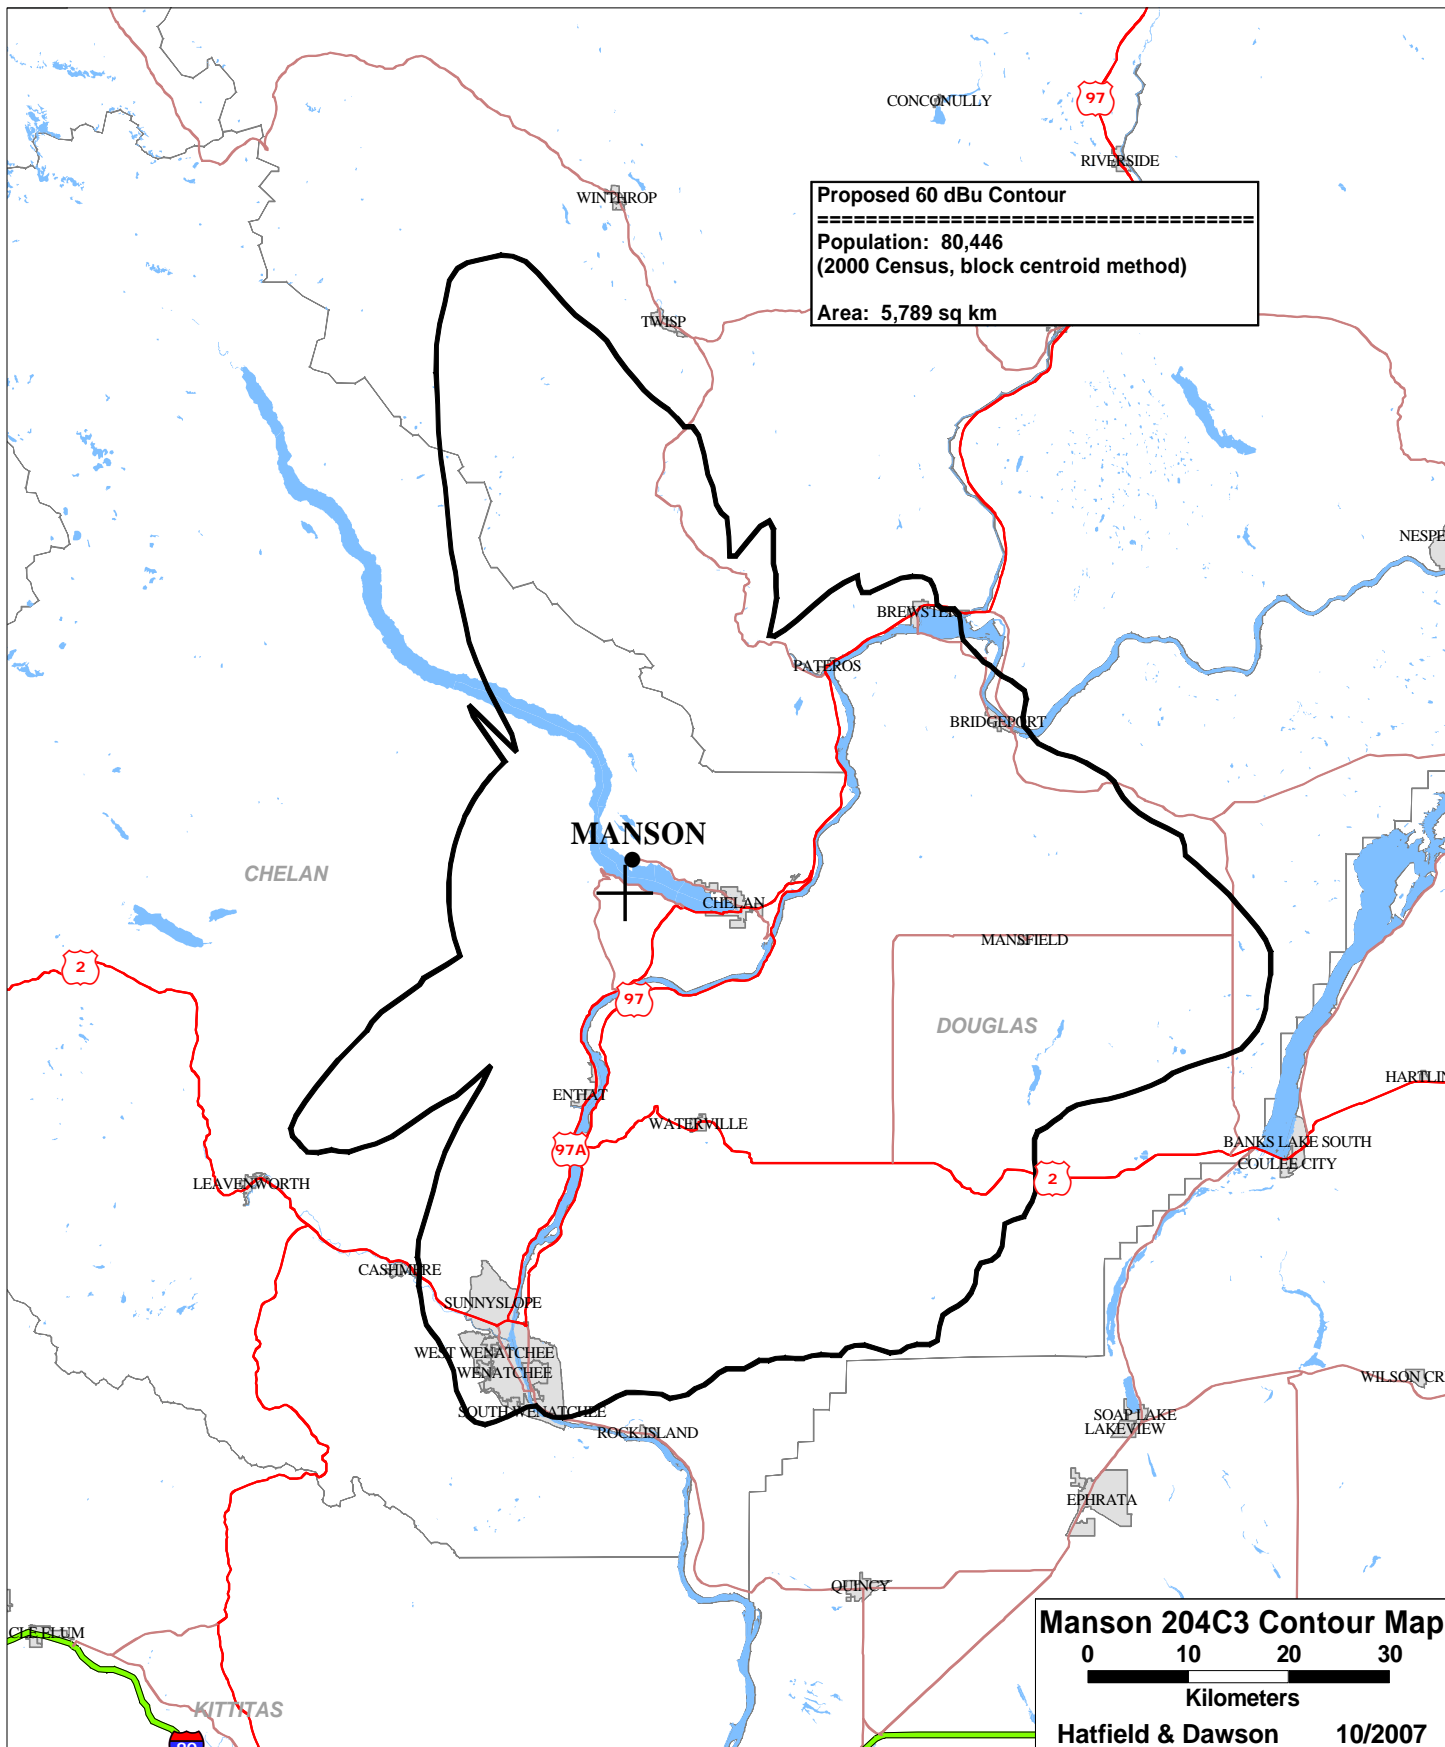 97
CONCONULLY
RIVERSIDE
WINTHROP
Proposed 60 dBu Contour
====================================
Population: 80,446
(2000 Census, block centroid method)
Area: 5,789 sq km
TWISP
NESPE
BREWSTER
PATEROS
BRIDGEPORT
MANSON
CHELAN
CHELAN
MANSFIELD
2
97
DOUGLAS
HARTLIN
ENTIAT
WATERVILLE
97A
BANKS LAKE SOUTH
COULEE CITY
2
LEAVENWORTH
CASHMERE
SUNNYSLOPE
WEST WENATCHEE
WENATCHEE
WILSON CR
SOUTH WENATCHEE
SOAP LAKE
LAKEVIEW
ROCK ISLAND
EPHRATA
QUINCY
CLE ELUM
KITTITAS
90
Manson 204C3 Contour Map
0 10 20 30
Kilometers
Hatfield & Dawson 10/2007